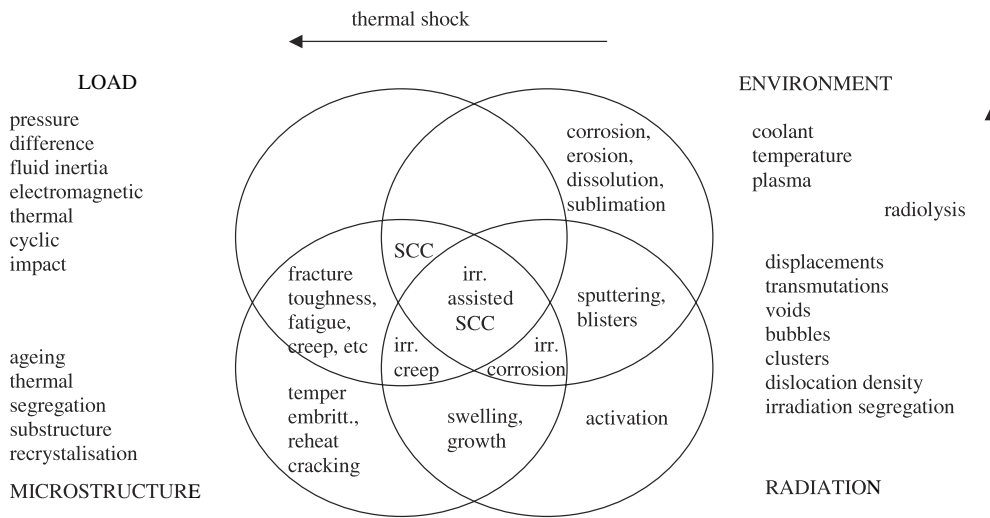 thermal shock
LOAD
pressure
difference
fluid inertia
electromagnetic
thermal
cyclic
impact
ENVIRONMENT
coolant
temperature
plasma
radiolysis
corrosion,
erosion,
dissolution,
sublimation
SCC
fracture
toughness,
fatigue,
creep, etc
irr.
assisted
SCC
sputtering,
blisters
irr.
creep
irr.
corrosion
displacements
transmutations
voids
bubbles
clusters
dislocation density
irradiation segregation
ageing
thermal
segregation
substructure
recrystalisation
temper
embritt.,
reheat
cracking
swelling,
growth
activation
MICROSTRUCTURE
RADIATION